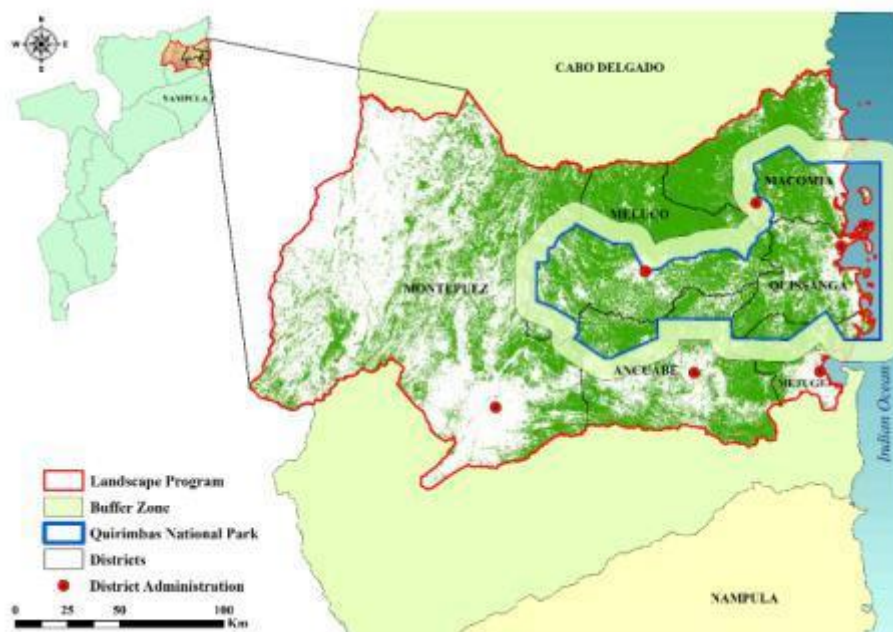 N
W E
S
NAMPULA
CABO DELGADO
MACOMIA
MELUCO
MONTEPUEZ
QUISSANGA
ANCUABE
METUGE
Indian Ocean
Landscape Program
Buffer Zone
Quirimbas National Park
Districts
District Administration
0 25 50 100
Km
NAMPULA